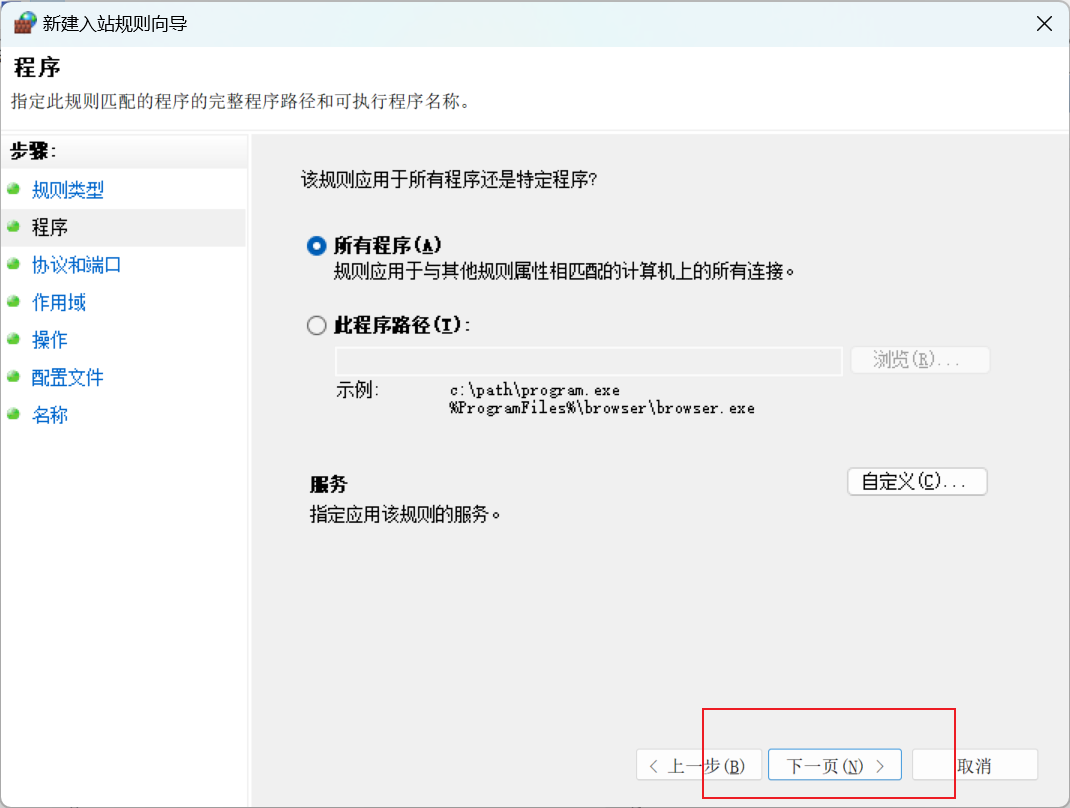 新建入站规则向导
程序
指定此规则匹配的程序的完整程序路径和可执行程序名称。
步骤:
规则类型
程序
协议和端口
作用域
操作
配置文件
名称
该规则应用于所有程序还是特定程序?
所有程序(A)
规则应用于与其他规则属性相匹配的计算机上的所有连接。
此程序路径(T):
浏览(R)...
示例: c:\path\program.exe
%ProgramFiles%\browser\browser.exe
服务
自定义(C)...
指定应用该规则的服务。
< 上一步(B) 下一页(N) > 取消